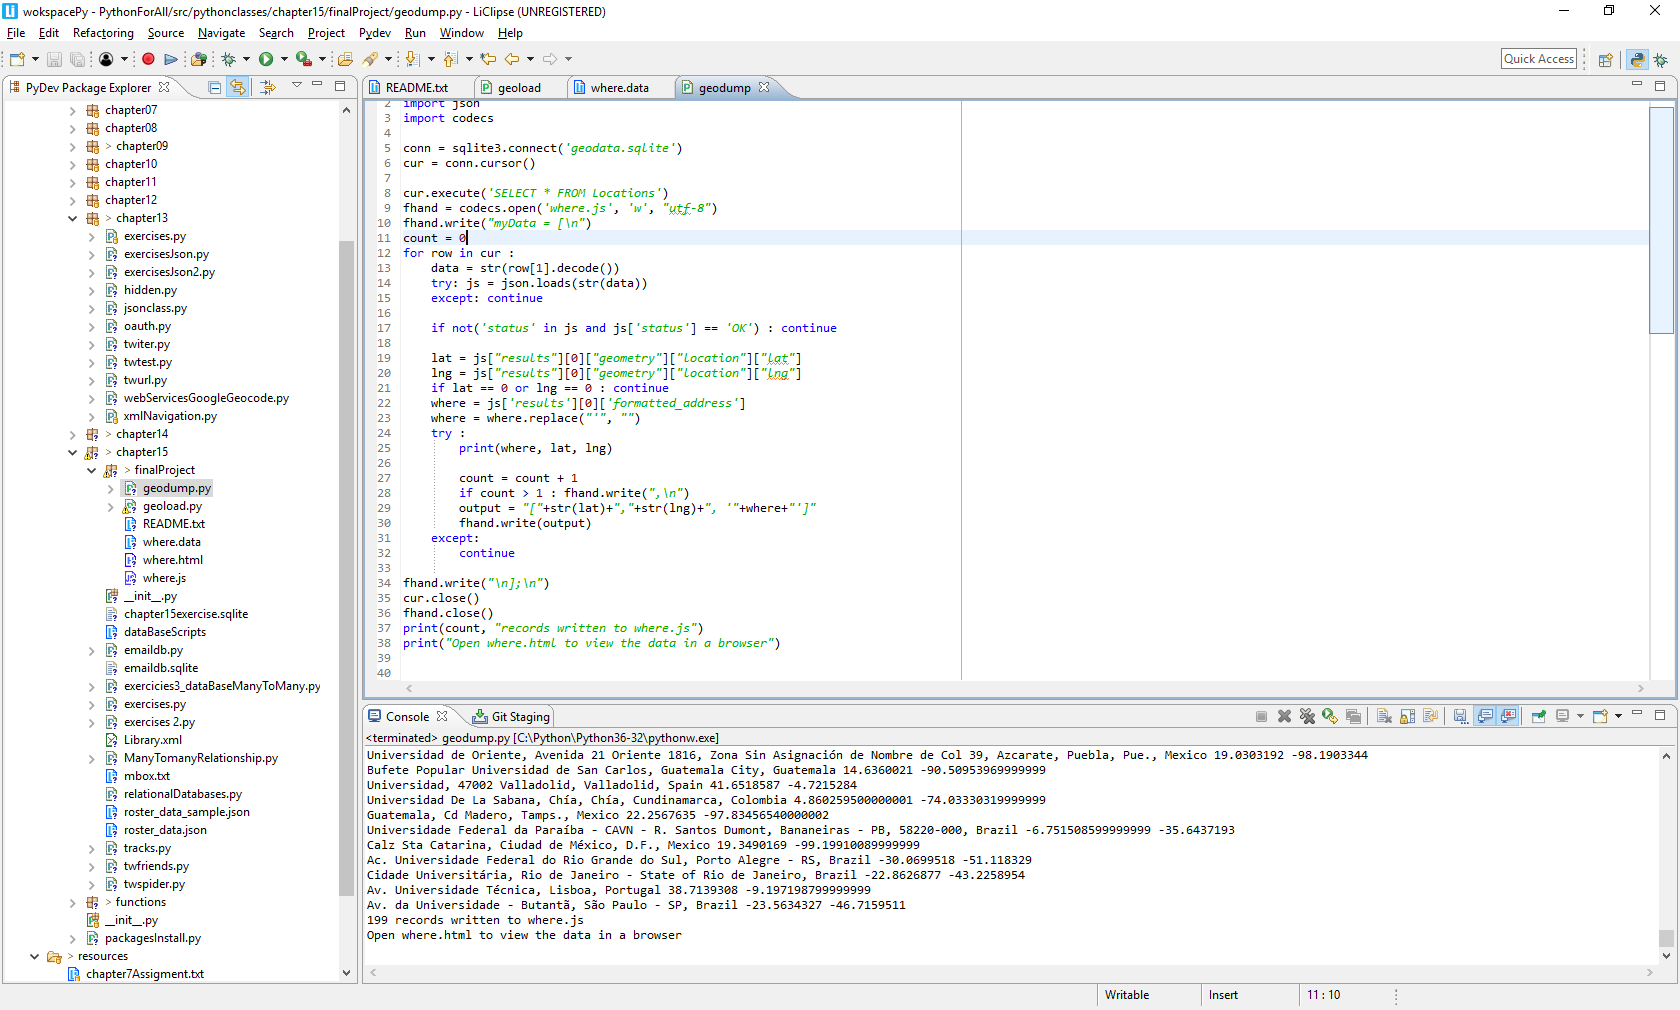 wokspacePy - PythonForAll/src/pythonclasses/chapter15/finalProject/geodump.py - LiClipse (UNREGISTERED)
File Edit Refactoring Source Navigate Search Project Pydev Run Window Help
Quick Access
PyDev Package Explorer
chapter07
chapter08
> chapter09
chapter10
chapter11
chapter12
> chapter13
exercises.py
exercisesJson.py
exercisesJson2.py
hidden.py
jsonclass.py
oauth.py
twiter.py
twtest.py
twurl.py
webServicesGoogleGeocode.py
xmlNavigation.py
> chapter14
> chapter15
> finalProject
geodump.py
geoload.py
README.txt
where.data
where.html
where.js
__init__.py
chapter15exercise.sqlite
dataBaseScripts
emaildb.py
emaildb.sqlite
exercicies3_dataBaseManyToMany.py
exercises.py
exercises 2.py
Library.xml
ManyTomanyRelationship.py
mbox.txt
relationalDatabases.py
roster_data_sample.json
roster_data.json
tracks.py
twfriends.py
twspider.py
> functions
__init__.py
packagesInstall.py
> resources
chapter7Assigment.txt
README.txt geoload where.data geodump
2 import json
3 import codecs
4
5 conn = sqlite3.connect('geodata.sqlite')
6 cur = conn.cursor()
7
8 cur.execute('SELECT * FROM Locations')
9 fhand = codecs.open('where.js', 'w', "utf-8")
10 fhand.write("myData = [\n")
11 count = 0
12 for row in cur :
13 data = str(row[1].decode())
14 try: js = json.loads(str(data))
15 except: continue
16
17 if not('status' in js and js['status'] == 'OK') : continue
18
19 lat = js["results"][0]["geometry"]["location"]["lat"]
20 lng = js["results"][0]["geometry"]["location"]["lng"]
21 if lat == 0 or lng == 0 : continue
22 where = js['results'][0]['formatted_address']
23 where = where.replace("'", "")
24 try :
25 print(where, lat, lng)
26
27 count = count + 1
28 if count > 1 : fhand.write(",\n")
29 output = "["+str(lat)+","+str(lng)+", '"+where+"']"
30 fhand.write(output)
31 except:
32 continue
33
34 fhand.write("\n];\n")
35 cur.close()
36 fhand.close()
37 print(count, "records written to where.js")
38 print("Open where.html to view the data in a browser")
39
40
Console Git Staging
<terminated> geodump.py [C:\Python\Python36-32\pythonw.exe]
Universidad de Oriente, Avenida 21 Oriente 1816, Zona Sin Asignación de Nombre de Col 39, Azcarate, Puebla, Pue., Mexico 19.0303192 -98.1903344
Bufete Popular Universidad de San Carlos, Guatemala City, Guatemala 14.6360021 -90.50953969999999
Universidad, 47002 Valladolid, Valladolid, Spain 41.6518587 -4.7215284
Universidad De La Sabana, Chía, Chía, Cundinamarca, Colombia 4.860259500000001 -74.03330319999999
Guatemala, Cd Madero, Tamps., Mexico 22.2567635 -97.83456540000002
Universidade Federal da Paraíba - CAVN - R. Santos Dumont, Bananeiras - PB, 58220-000, Brazil -6.751508599999999 -35.6437193
Calz Sta Catarina, Ciudad de México, D.F., Mexico 19.3490169 -99.19910089999999
Ac. Universidade Federal do Rio Grande do Sul, Porto Alegre - RS, Brazil -30.0699518 -51.118329
Cidade Universitária, Rio de Janeiro - State of Rio de Janeiro, Brazil -22.8626877 -43.2258954
Av. Universidade Técnica, Lisboa, Portugal 38.7139308 -9.197198799999999
Av. da Universidade - Butantã, São Paulo - SP, Brazil -23.5634327 -46.7159511
199 records written to where.js
Open where.html to view the data in a browser
Writable Insert 11 : 10